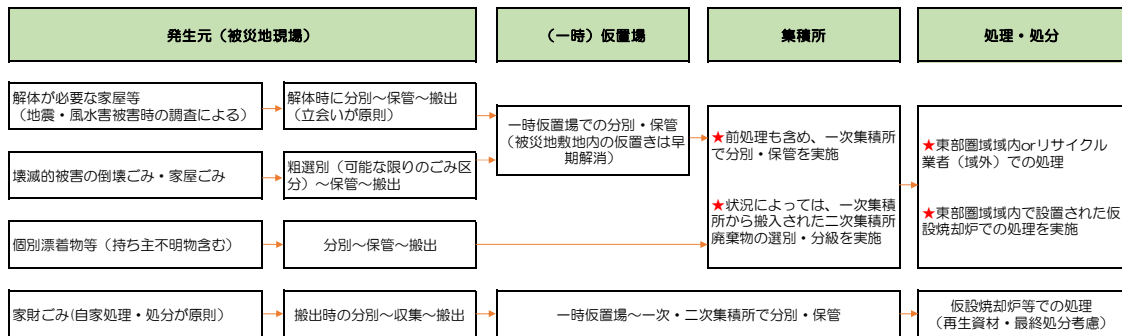 発生元（被災地現場）
（一時）仮置場
集積所
処理・処分
解体が必要な家屋等
（地震・風水害被害時の調査による）
解体時に分別～保管～搬出
（立会いが原則）
壊滅的被害の倒壊ごみ・家屋ごみ
粗選別（可能な限りのごみ区
分）～保管～搬出
一時仮置場での分別・保管
（被災地敷地内の仮置きは早
期解消）
個別漂着物等（持ち主不明物含む）
分別～保管～搬出
★前処理も含め、一次集積所
で分別・保管を実施
★状況によっては、一次集積
所から搬入された二次集積所
廃棄物の選別・分級を実施
★東部圏域域内orリサイクル
業者（域外）での処理
★東部圏域域内で設置された仮
設焼却炉での処理を実施
家財ごみ(自家処理・処分が原則）
搬出時の分別～収集～搬出
一時仮置場～一次・二次集積所で分別・保管
仮設焼却炉等での処理
（再生資材・最終処分考慮）